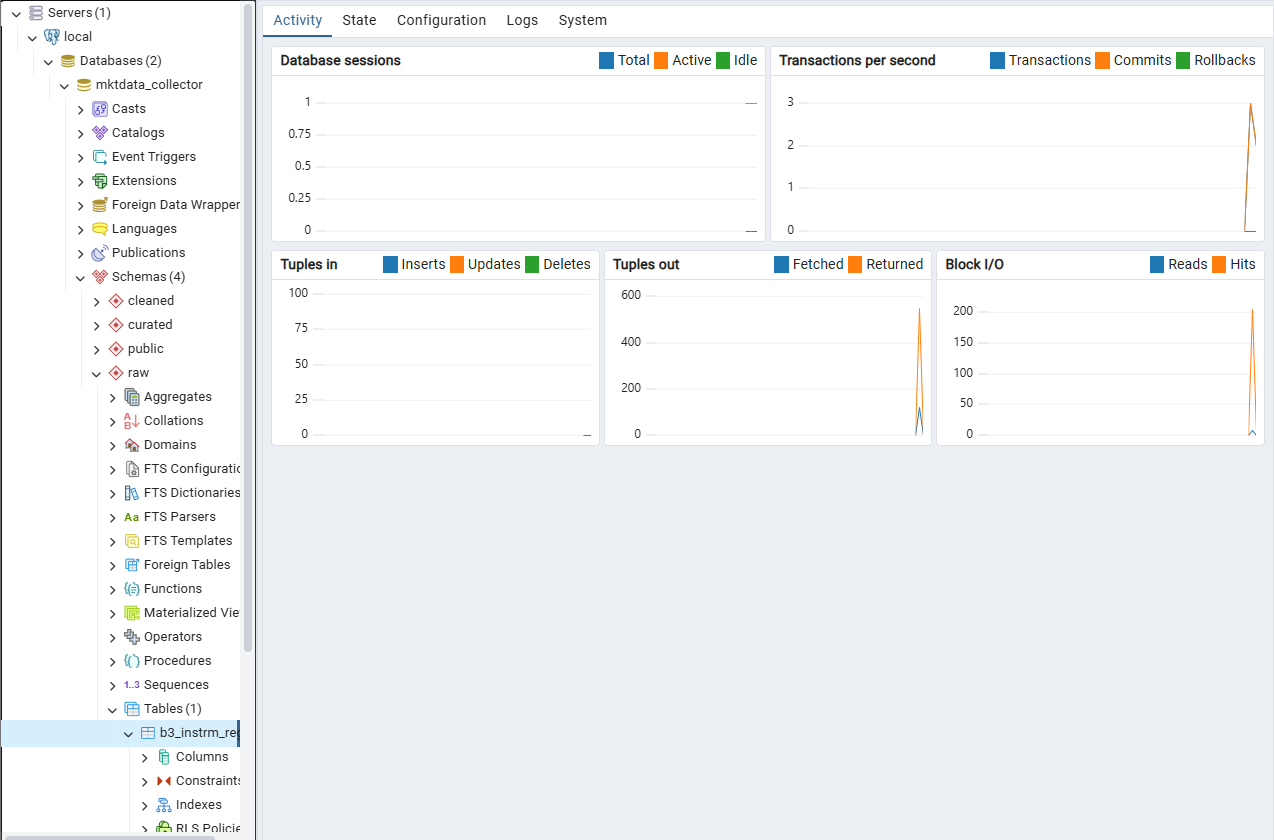 Servers (1)
local
Databases (2)
mktdata_collector
Casts
Catalogs
Event Triggers
Extensions
Foreign Data Wrapper
Languages
Publications
Schemas (4)
cleaned
curated
public
raw
Aggregates
Collations
Domains
FTS Configuratic
FTS Dictionaries
FTS Parsers
FTS Templates
Foreign Tables
Functions
Materialized Vie
Operators
Procedures
1..3 Sequences
Tables (1)
b3_instrm_reg
Columns
Constraints
Indexes
RLS Policie
Activity State Configuration Logs System
Database sessions Total Active Idle
1
0.75
0.5
0.25
0
Transactions per second Transactions Commits Rollbacks
3
2
1
0
Tuples in Inserts Updates Deletes
100
75
50
25
0
Tuples out Fetched Returned
600
400
200
0
Block I/O Reads Hits
200
150
100
50
0